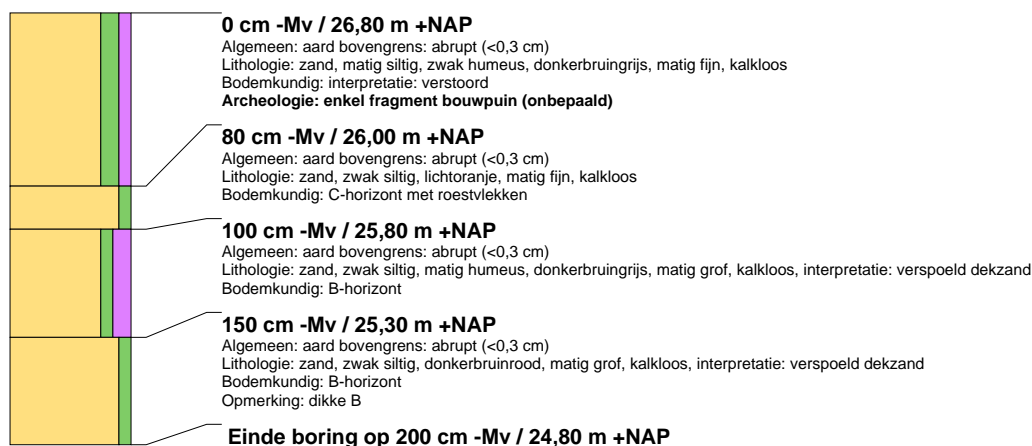 0 cm -Mv / 26,80 m +NAP
Algemeen: aard bovengrens: abrupt (<0,3 cm)
Lithologie: zand, matig siltig, zwak humeus, donkerbruingrijs, matig fijn, kalkloos
Bodemkundig: interpretatie: verstoord
Archeologie: enkel fragment bouwpuin (onbepaald)
80 cm -Mv / 26,00 m +NAP
Algemeen: aard bovengrens: abrupt (<0,3 cm)
Lithologie: zand, zwak siltig, lichtoranje, matig fijn, kalkloos
Bodemkundig: C-horizont met roestvlekken
100 cm -Mv / 25,80 m +NAP
Algemeen: aard bovengrens: abrupt (<0,3 cm)
Lithologie: zand, zwak siltig, matig humeus, donkerbruingrijs, matig grof, kalkloos, interpretatie: verspoeld dekzand
Bodemkundig: B-horizont
150 cm -Mv / 25,30 m +NAP
Algemeen: aard bovengrens: abrupt (<0,3 cm)
Lithologie: zand, zwak siltig, donkerbruinrood, matig grof, kalkloos, interpretatie: verspoeld dekzand
Bodemkundig: B-horizont
Opmerking: dikke B
Einde boring op 200 cm -Mv / 24,80 m +NAP